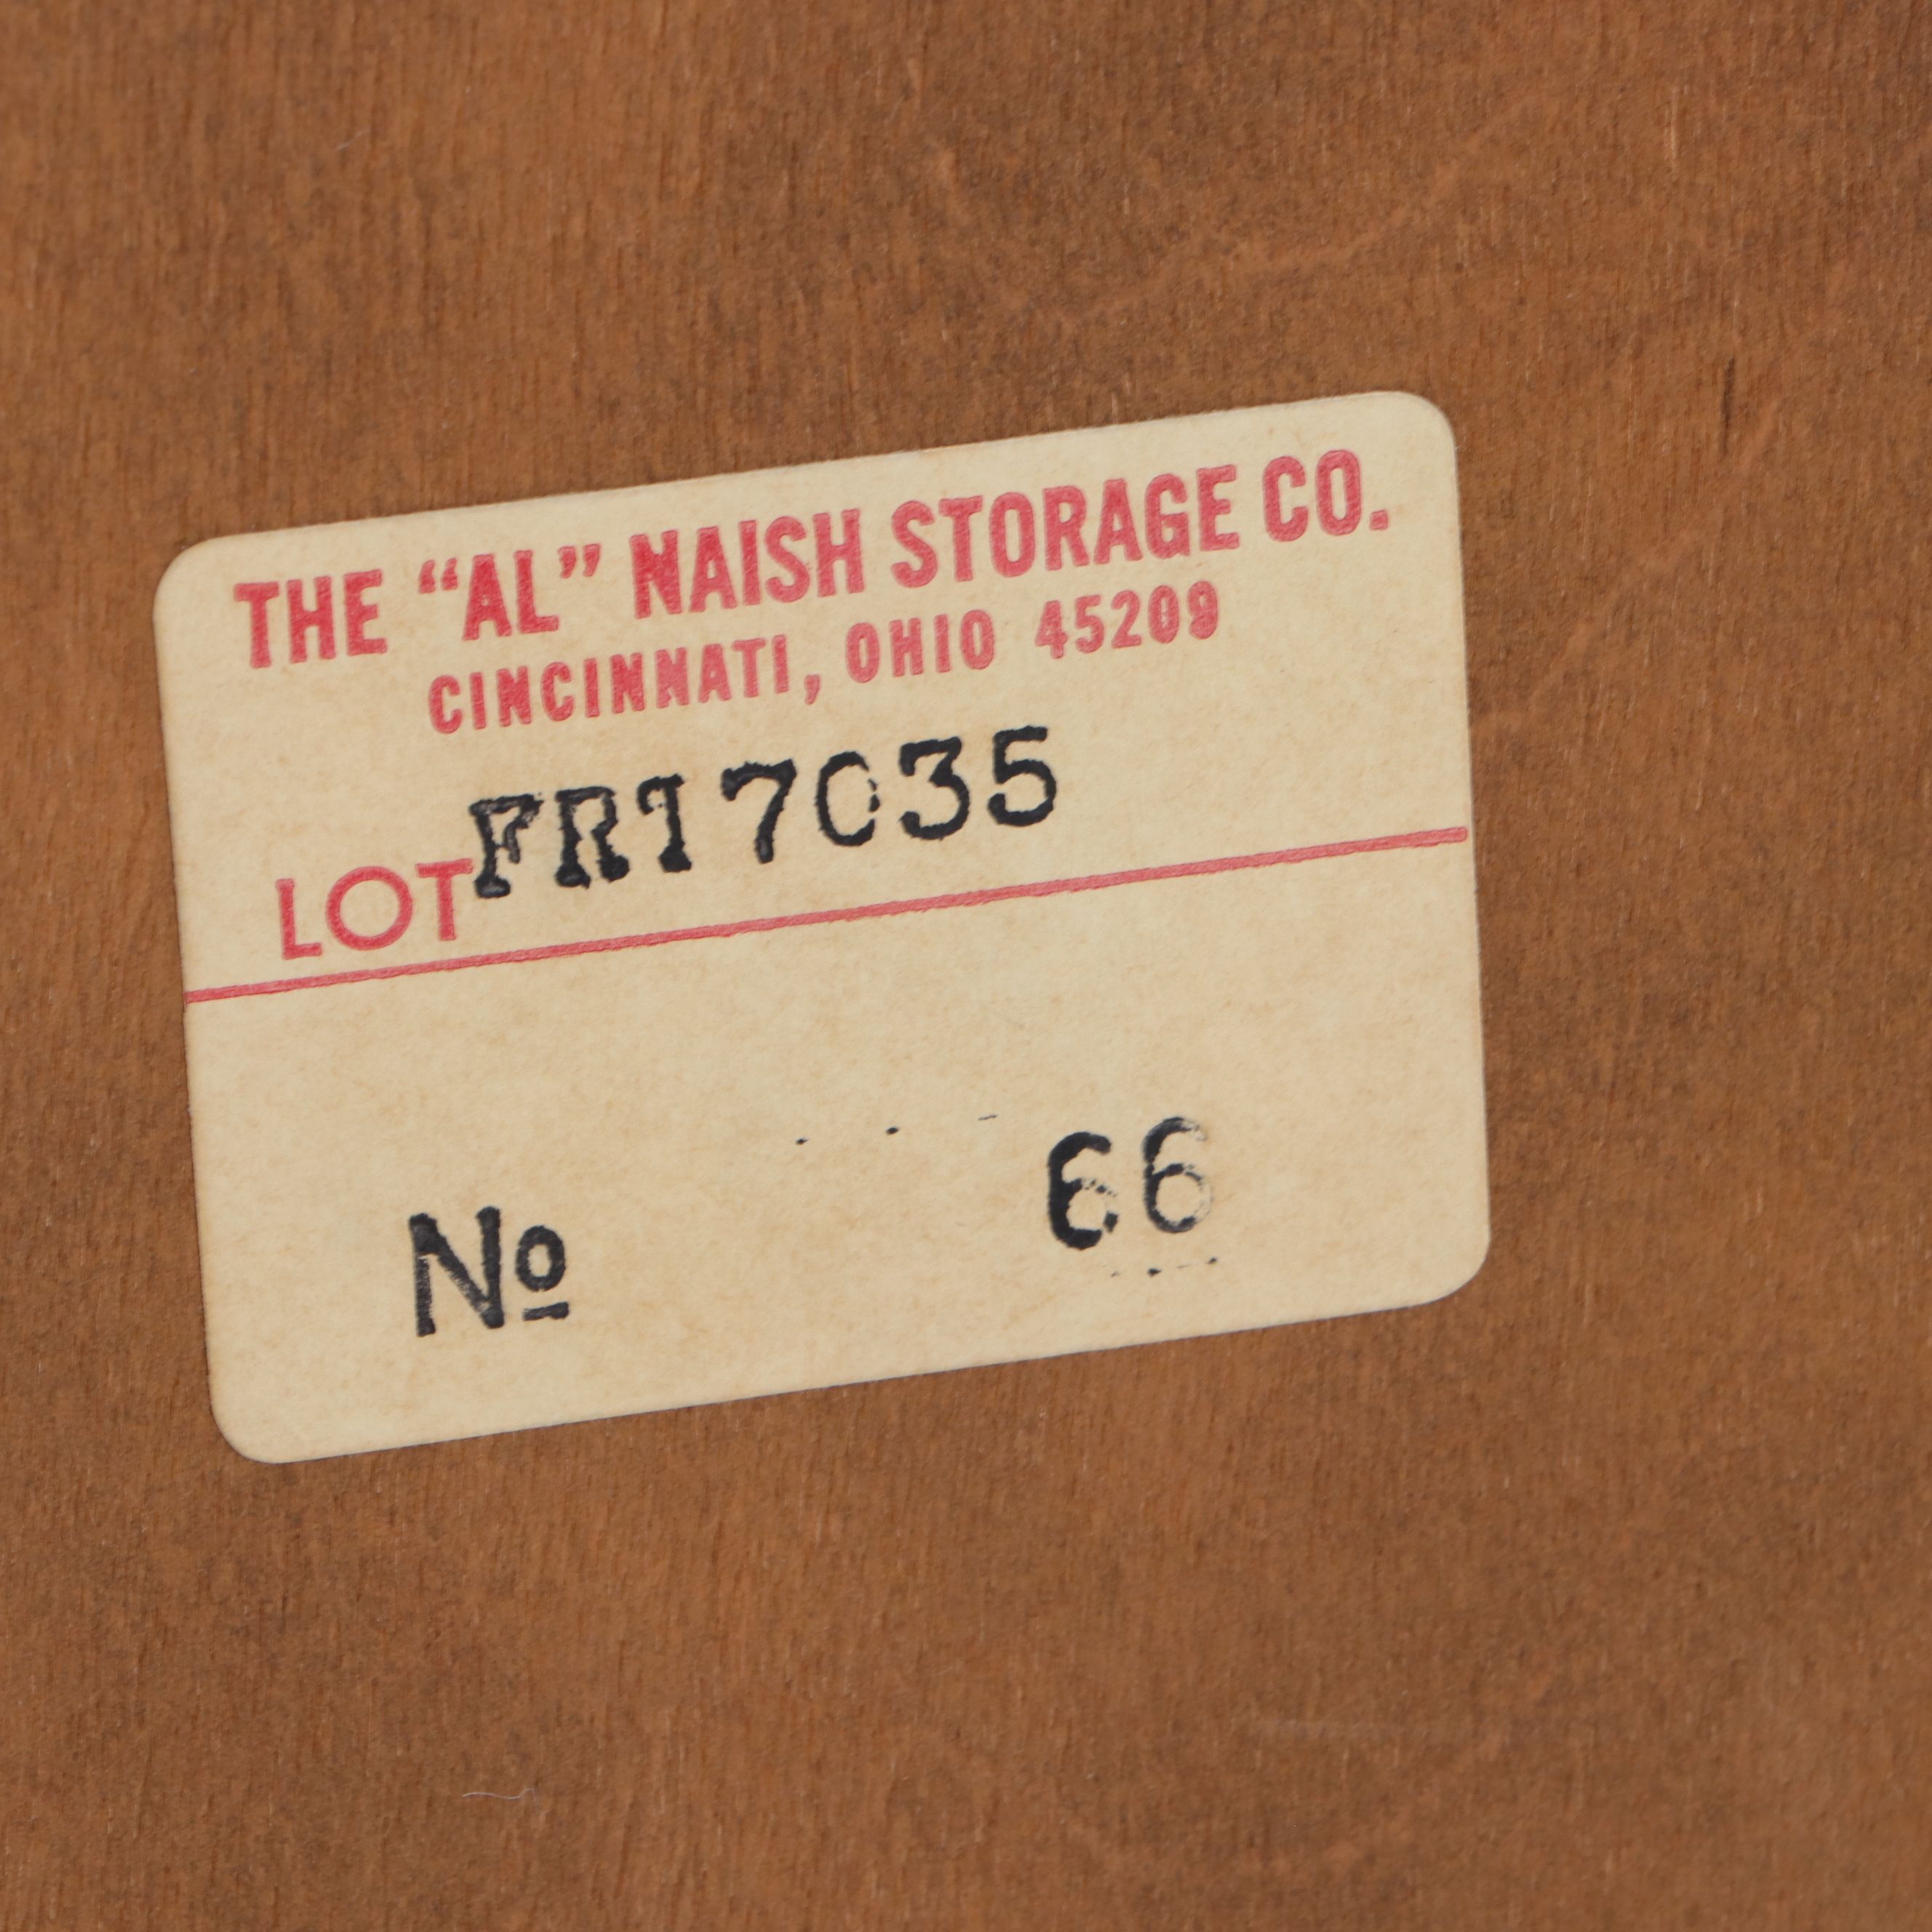 THE “AL” NAISH STORAGE CO.
CINCINNATI, OHIO 45209
LOT FR17035
№ 66